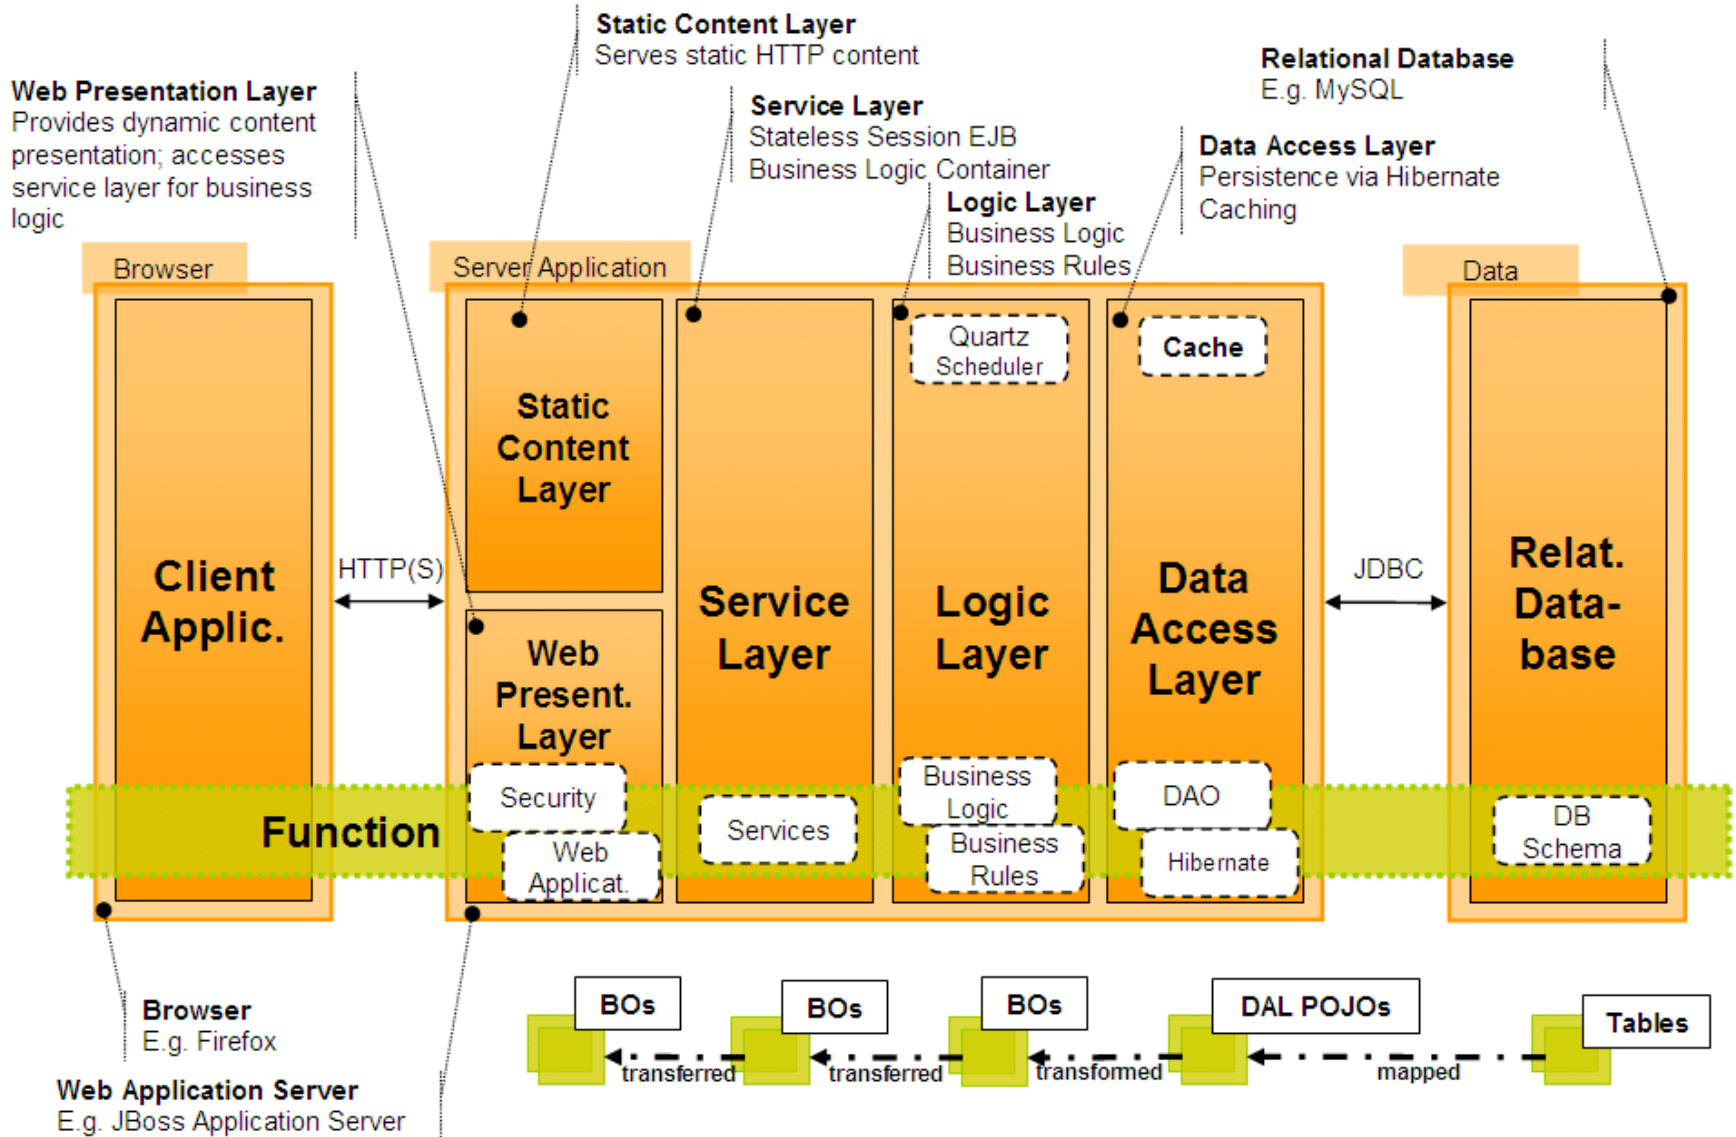 Static Content Layer
Serves static HTTP content
Web Presentation Layer
Provides dynamic content
presentation; accesses
service layer for business
logic
Service Layer
Stateless Session EJB
Business Logic Container
Logic Layer
Business Logic
Business Rules
Data Access Layer
Persistence via Hibernate
Caching
Relational Database
E.g. MySQL
Browser
Server Application
Data
Client
Applic.
HTTP(S)
Static
Content
Layer
Web
Present.
Layer
Security
Web
Applicat.
Service
Layer
Services
Quartz
Scheduler
Logic
Layer
Business
Logic
Business
Rules
Cache
Data
Access
Layer
DAO
Hibernate
JDBC
Relat.
Data-
base
DB
Schema
Function
Browser
E.g. Firefox
Web Application Server
E.g. JBoss Application Server
BOs
transferred
BOs
transferred
BOs
transformed
DAL POJOs
mapped
Tables